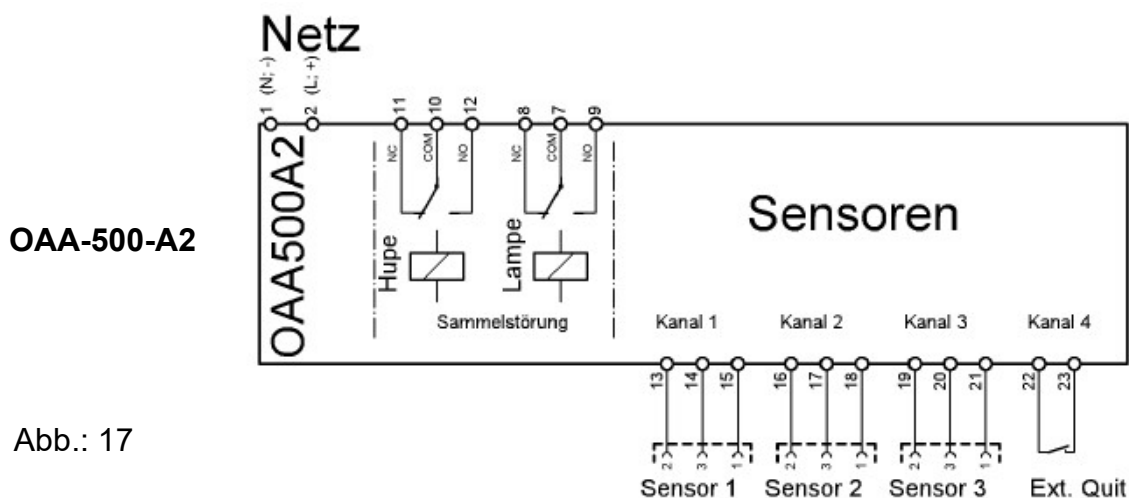 Netz
1 (N; -)
2 (L; +)
11 10 12 8 7 9
NC COM NO NC COM NO
OAA500A2
Sensoren
OAA-500-A2
Hupe
Lampe
Sammelstörung
Kanal 1 Kanal 2 Kanal 3 Kanal 4
13 14 15 16 17 18 19 20 21 22 23
Abb.: 17
2 3 1 2 3 1 2 3 1
Sensor 1 Sensor 2 Sensor 3 Ext. Quit